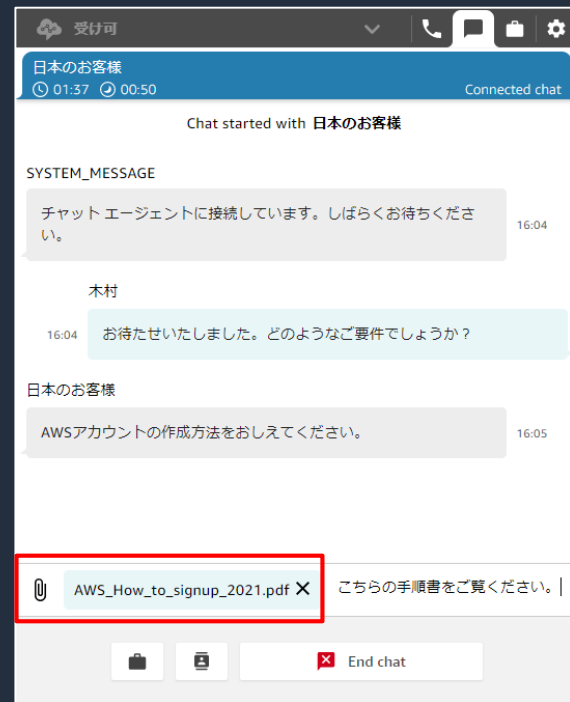 受け可
日本のお客様
01:37 00:50 Connected chat
Chat started with 日本のお客様
SYSTEM_MESSAGE
チャット エージェントに接続しています。しばらくお待ちくださ
い。
16:04
木村
16:04 お待たせいたしました。どのようなご要件でしょうか？
日本のお客様
AWSアカウントの作成方法をおしえてください。 16:05
AWS_How_to_signup_2021.pdf こちらの手順書をご覧ください。
End chat